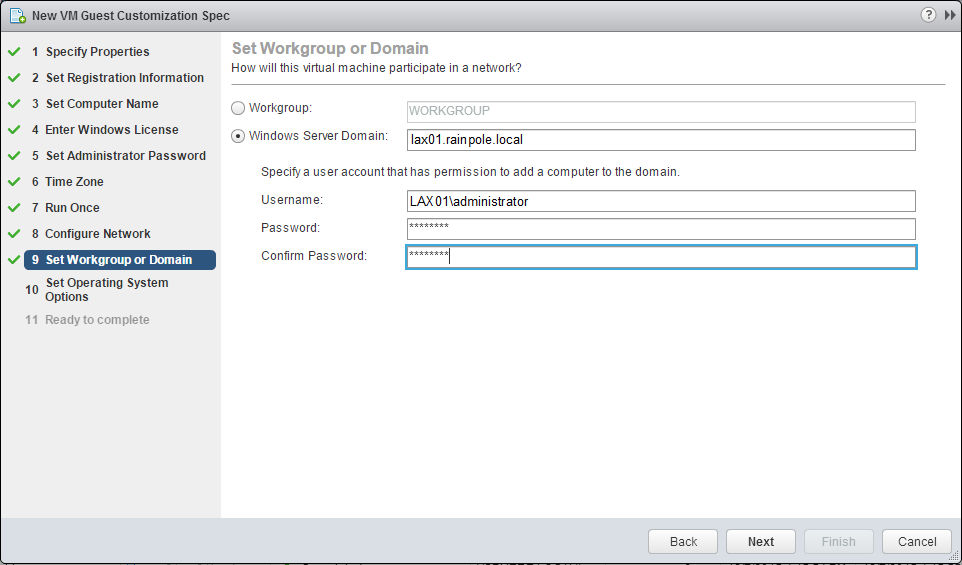 New VM Guest Customization Spec
?
1 Specify Properties
2 Set Registration Information
3 Set Computer Name
4 Enter Windows License
5 Set Administrator Password
6 Time Zone
7 Run Once
8 Configure Network
9 Set Workgroup or Domain
10 Set Operating System
Options
11 Ready to complete
Set Workgroup or Domain
How will this virtual machine participate in a network?
Workgroup: WORKGROUP
Windows Server Domain: lax01.rainpole.local
Specify a user account that has permission to add a computer to the domain.
Username: LAX01\administrator
Password: ********
Confirm Password: ********
Back Next Finish Cancel